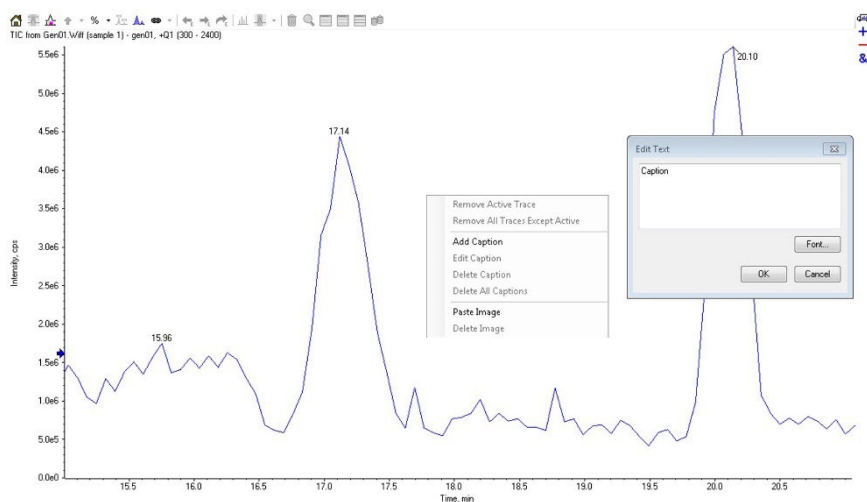 %
TIC from Gen01.Wiff (sample 1) - gen01, +Q1 (300 - 2400)
+
&
5.5e6
20.10
5.0e6
4.5e6
17.14
Edit Text
4.0e6
Caption
3.5e6
Remove Active Trace
Remove All Traces Except Active
3.0e6
Add Caption
Font...
Edit Caption
Delete Caption
OK
Cancel
2.5e6
Delete All Captions
Paste Image
2.0e6
Delete Image
15.96
1.5e6
1.0e6
5.0e5
0.0e0
15.5
16.0
16.5
17.0
17.5
18.0
18.5
19.0
19.5
20.0
20.5
21.0
Time, min
Intensity, cps